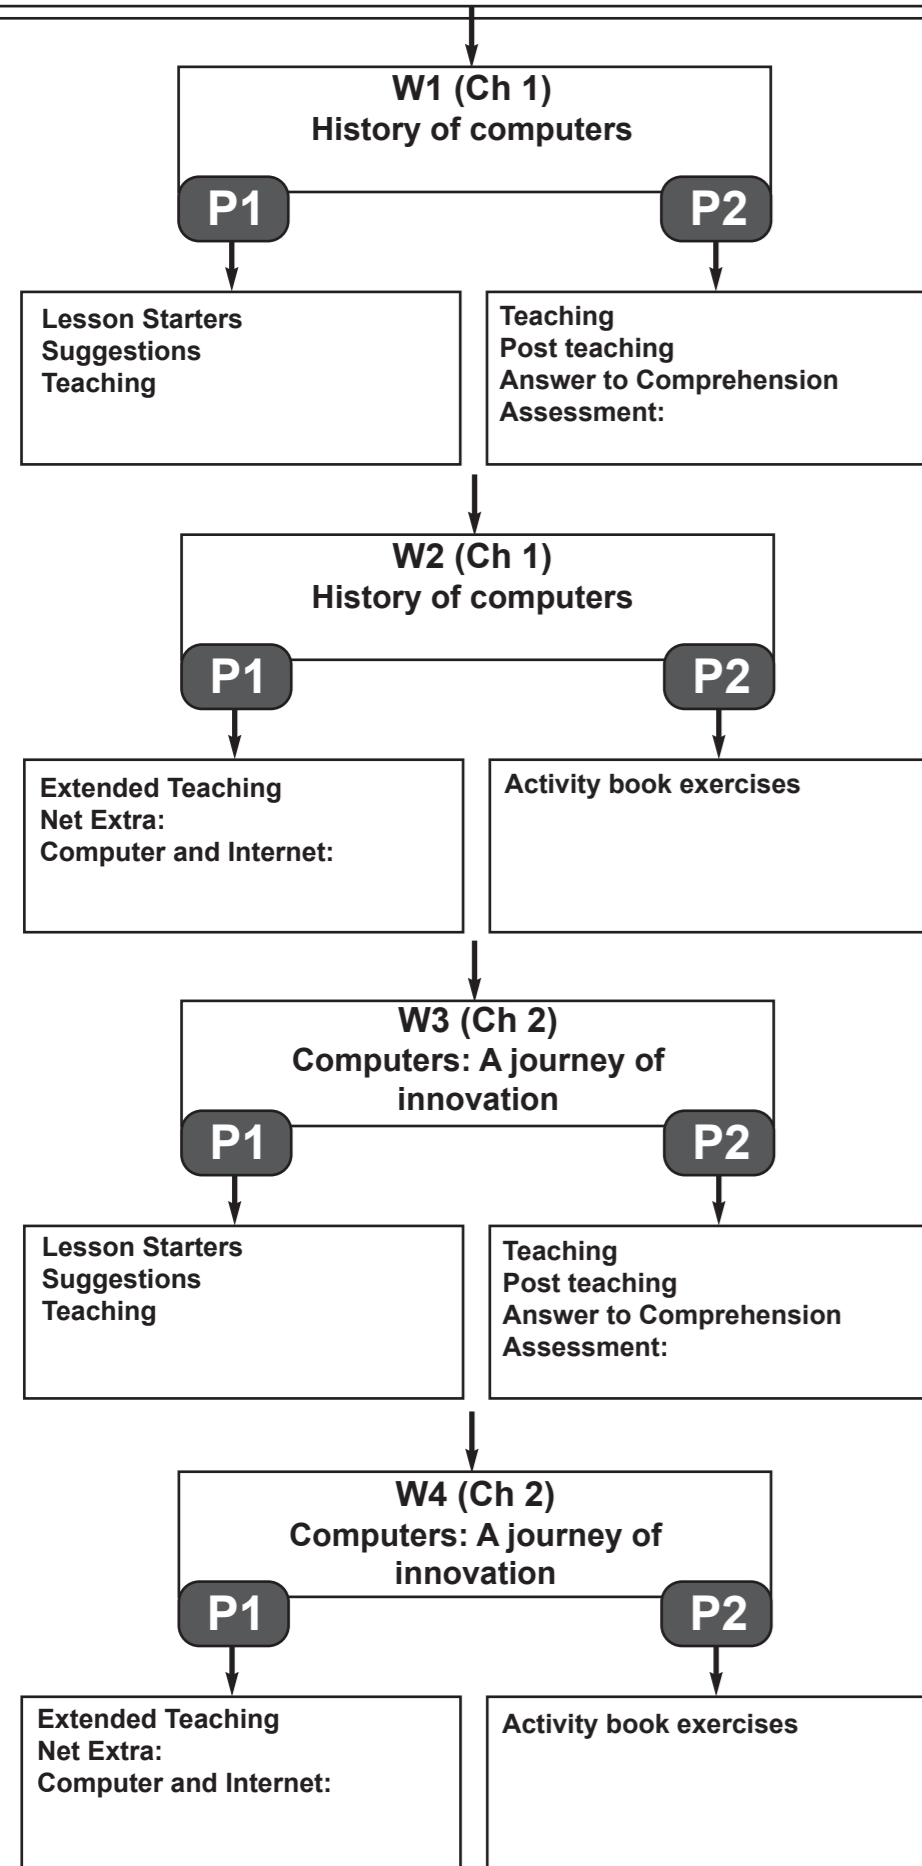 W1 (Ch 1)
History of computers
P1
P2
Lesson Starters
Suggestions
Teaching
Teaching
Post teaching
Answer to Comprehension
Assessment:
W2 (Ch 1)
History of computers
P1
P2
Extended Teaching
Net Extra:
Computer and Internet:
Activity book exercises
W3 (Ch 2)
Computers: A journey of
innovation
P1
P2
Lesson Starters
Suggestions
Teaching
Teaching
Post teaching
Answer to Comprehension
Assessment:
W4 (Ch 2)
Computers: A journey of
innovation
P1
P2
Extended Teaching
Net Extra:
Computer and Internet:
Activity book exercises